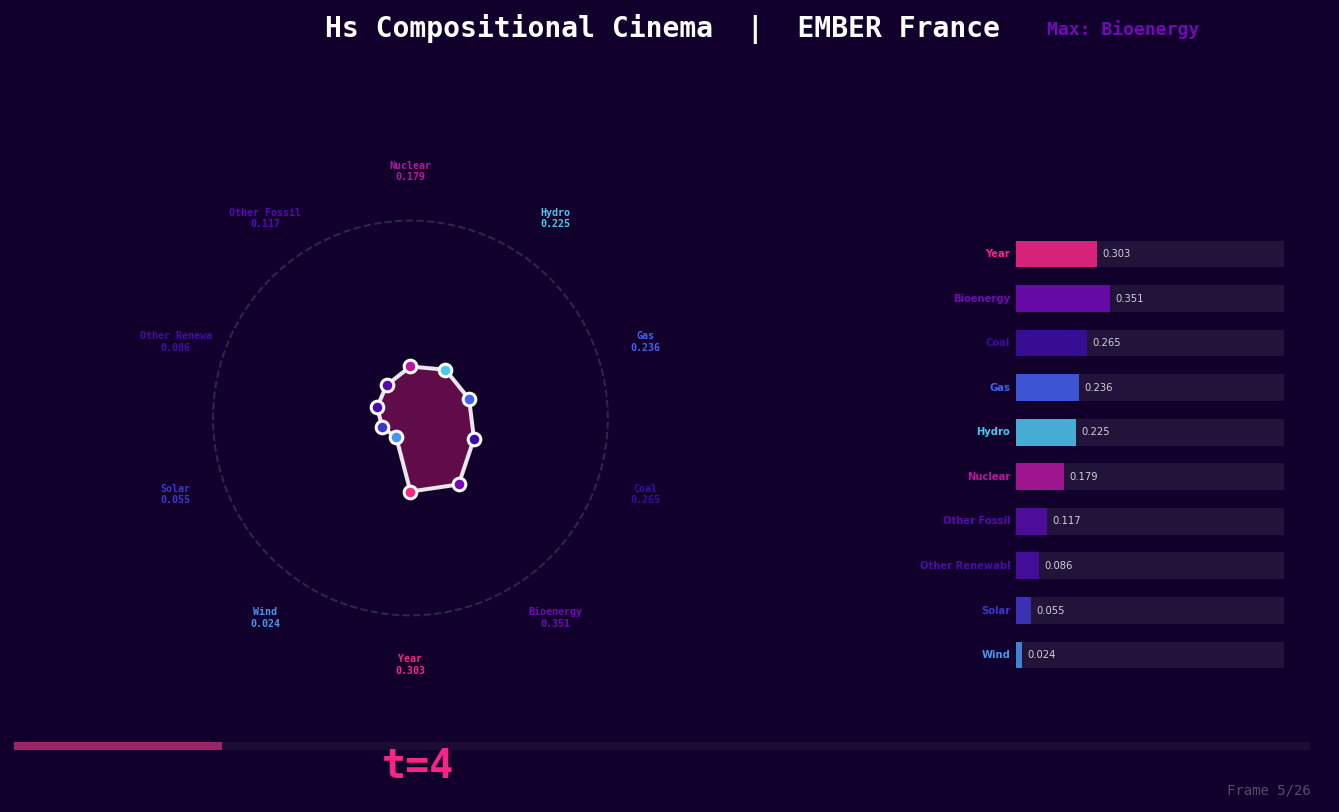 Hs Compositional Cinema  |  EMBER France
Max: Bioenergy
Nuclear
0.179
Other Fossil
0.117
Hydro
0.225
Other Renewa
0.086
Gas
0.236
Solar
0.055
Coal
0.265
Wind
0.024
Bioenergy
0.351
Year
0.303
Year 0.303
Bioenergy 0.351
Coal 0.265
Gas 0.236
Hydro 0.225
Nuclear 0.179
Other Fossil 0.117
Other Renewabl 0.086
Solar 0.055
Wind 0.024
t=4
Frame 5/26